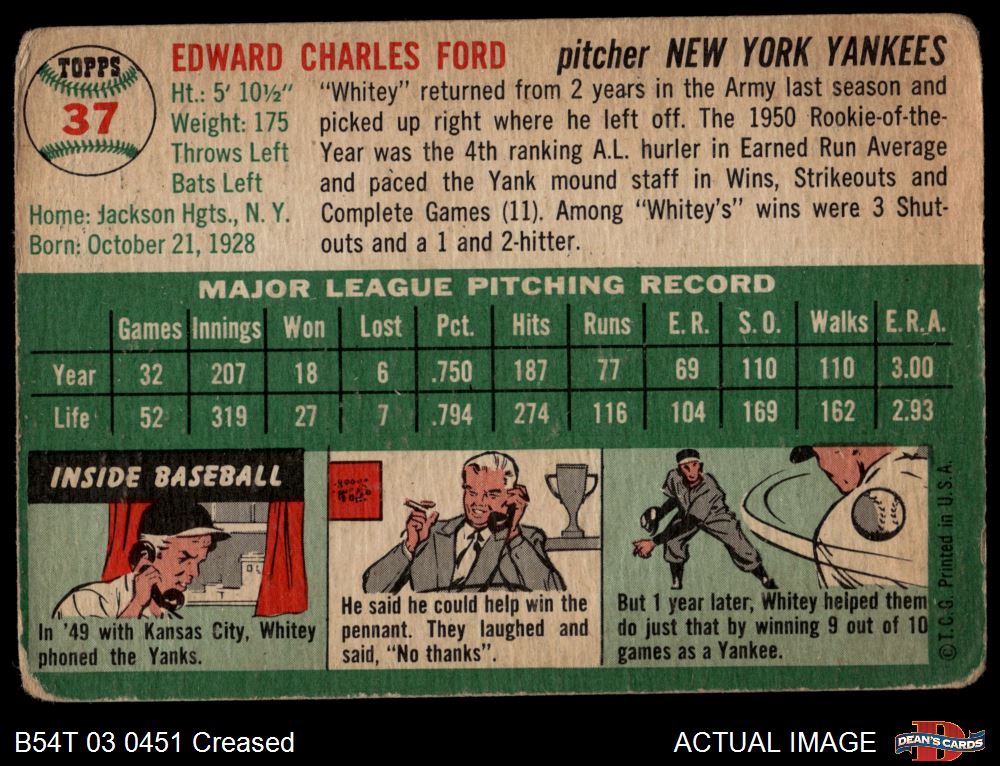 TOPPS
37
EDWARD CHARLES FORD
pitcher NEW YORK YANKEES
Ht.: 5' 10½"
Weight: 175
Throws Left
Bats Left
Home: Jackson Hgts., N. Y.
Born: October 21, 1928
"Whitey" returned from 2 years in the Army last season and
picked up right where he left off. The 1950 Rookie-of-the-
Year was the 4th ranking A.L. hurler in Earned Run Average
and paced the Yank mound staff in Wins, Strikeouts and
Complete Games (11). Among "Whitey's" wins were 3 Shut-
outs and a 1 and 2-hitter.
MAJOR LEAGUE PITCHING RECORD
Games Innings Won Lost Pct. Hits Runs E. R. S. O. Walks E. R. A.
Year 32 207 18 6 .750 187 77 69 110 110 3.00
Life 52 319 27 7 .794 274 116 104 169 162 2.93
INSIDE BASEBALL
In '49 with Kansas City, Whitey
phoned the Yanks.
He said he could help win the
pennant. They laughed and
said, "No thanks".
But 1 year later, Whitey helped them
do just that by winning 9 out of 10
games as a Yankee.
© T. C. G. Printed in U. S. A.
B54T 03 0451 Creased
ACTUAL IMAGE
DEAN'S CARDS